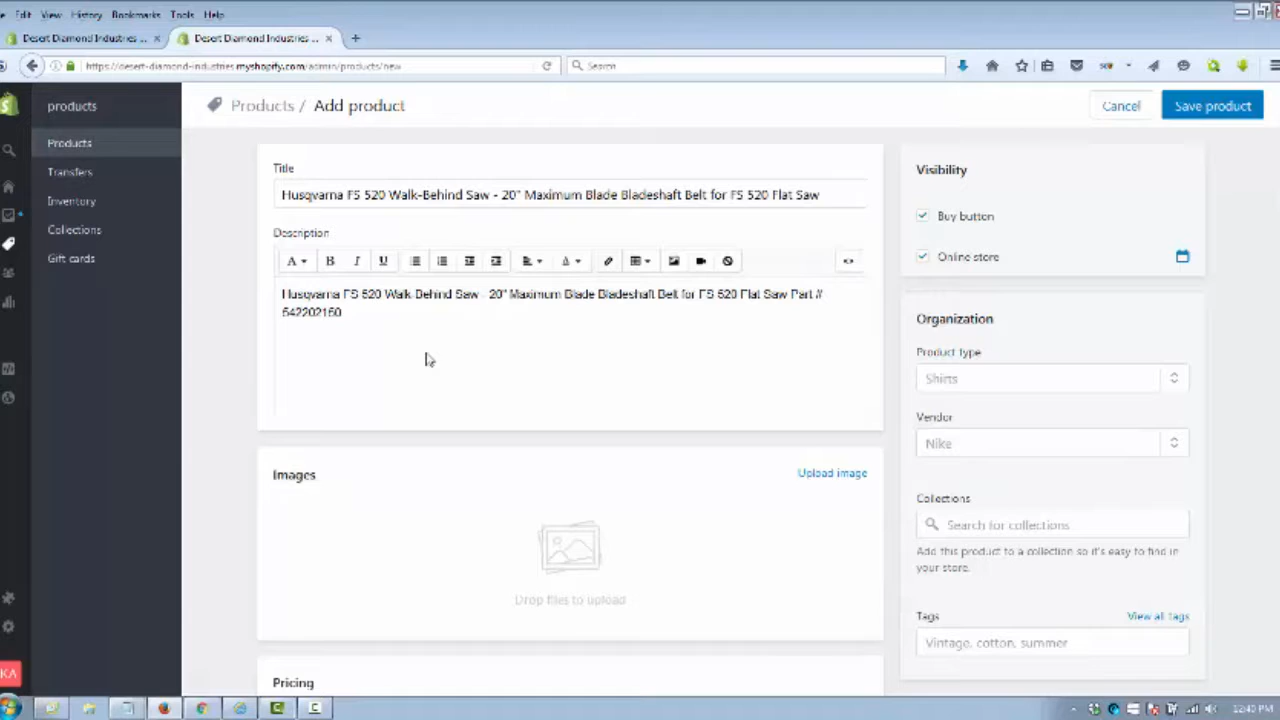 Edit View History Bookmarks Tools Help
Desert Diamond Industries ... × Desert Diamond Industries ... × +
https://desert-diamond-industries.myshopify.com/admin/products/new Search
products Products / Add product Cancel Save product
Products
Transfers
Inventory
Collections
Gift cards
KA
Title
Husqvarna FS 520 Walk-Behind Saw - 20" Maximum Blade Bladeshaft Belt for FS 520 Flat Saw
Description
A B I U A
Husqvarna FS 520 Walk Behind Saw - 20" Maximum Blade Bladeshaft Belt for FS 520 Flat Saw Part #
542202160
Images Upload image
Drop files to upload
Pricing
Visibility
Buy button
Online store
Organization
Product type
Shirts
Vendor
Nike
Collections
Search for collections
Add this product to a collection so it's easy to find in
your store.
Tags View all tags
Vintage, cotton, summer
12:40 PM